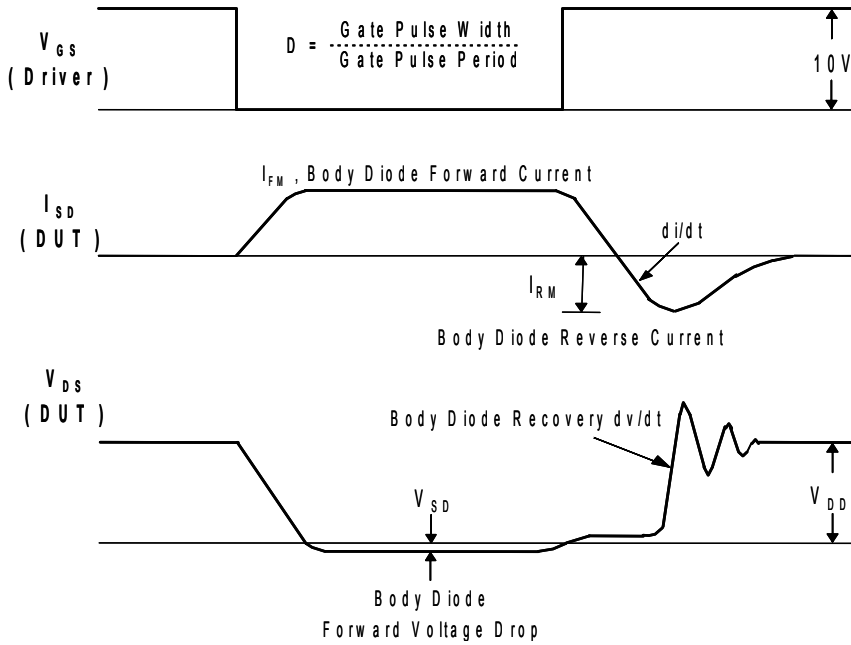 V_GS
(Driver)
D = Gate Pulse Width
Gate Pulse Period
10V
I_FM , Body Diode Forward Current
I_SD
(DUT)
di/dt
I_RM
Body Diode Reverse Current
V_DS
(DUT)
Body Diode Recovery dv/dt
V_SD
V_DD
Body Diode
Forward Voltage Drop